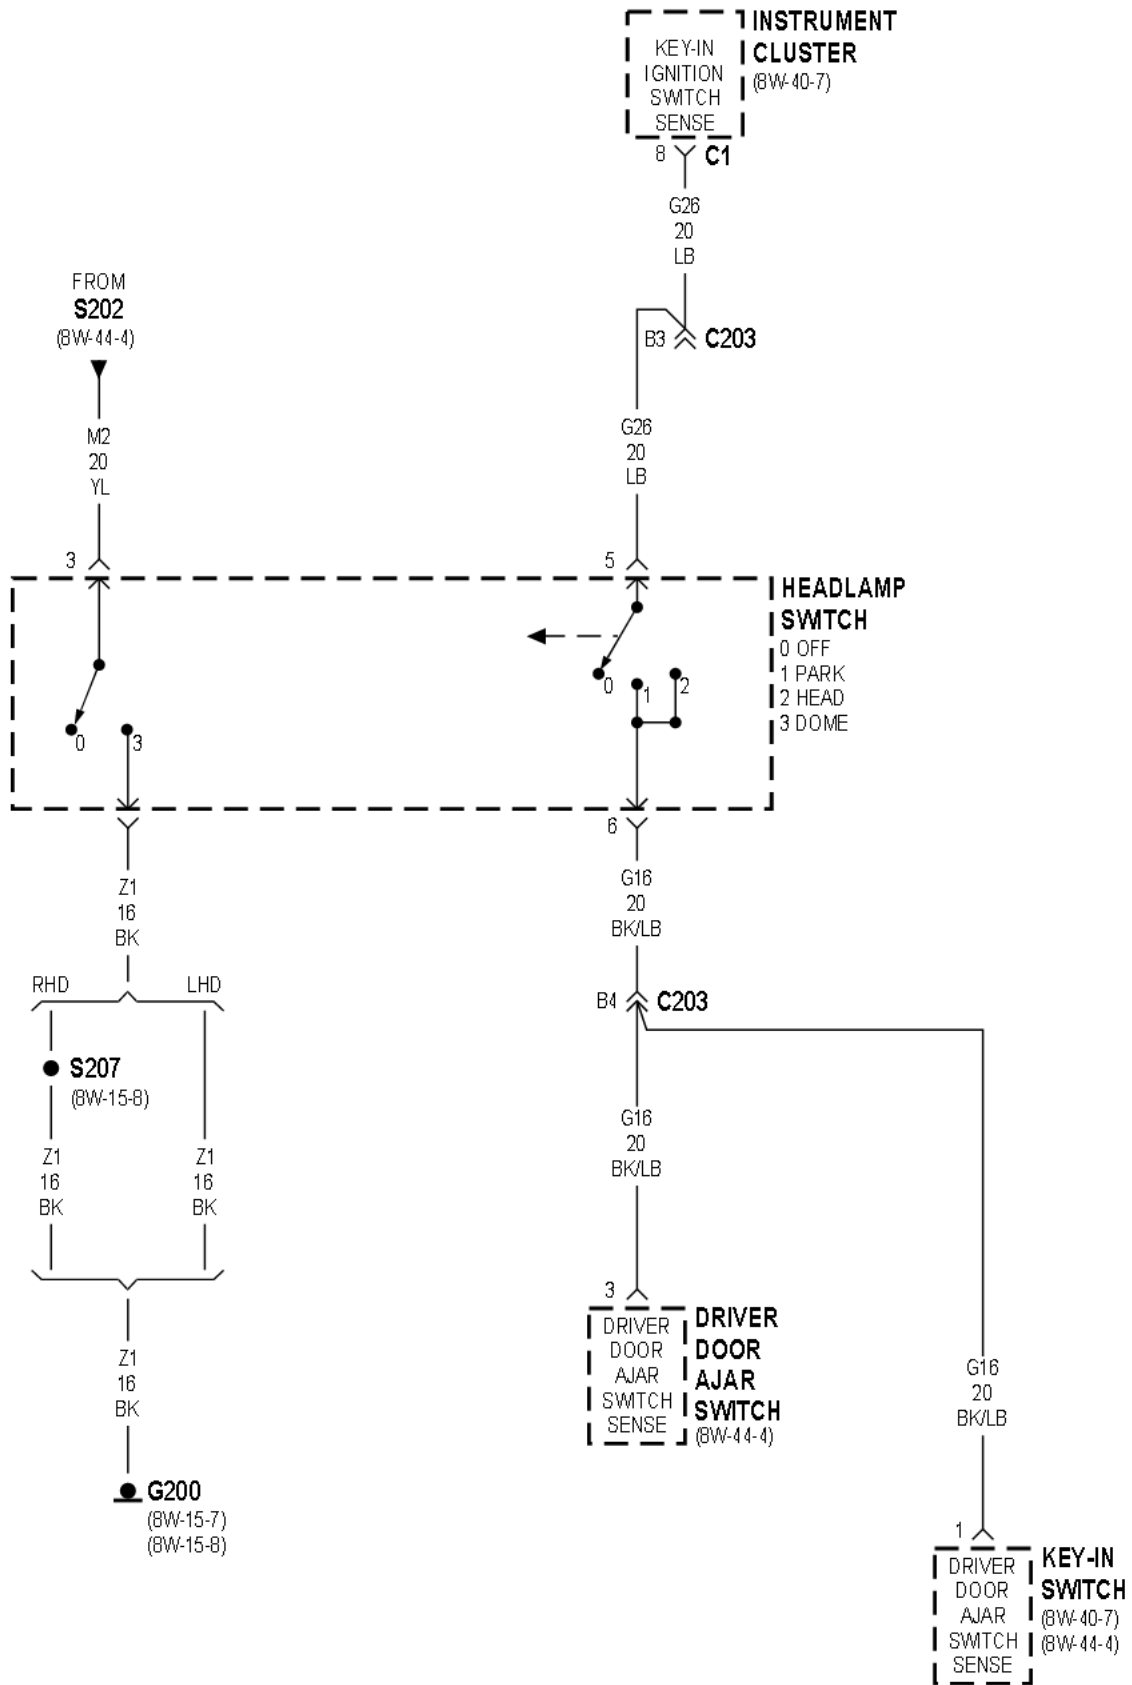 INSTRUMENT
CLUSTER
(8W-40-7)
KEY-IN
IGNITION
SWITCH
SENSE
8
C1
G26
20
LB
FROM
S202
(8W-44-4)
B3
C203
M2
20
YL
G26
20
LB
3
5
HEADLAMP
SWITCH
0 OFF
1 PARK
2 HEAD
3 DOME
0
1
2
0
3
6
Z1
16
BK
G16
20
BK/LB
RHD
LHD
B4
C203
S207
(8W-15-8)
Z1
16
BK
Z1
16
BK
G16
20
BK/LB
3
DRIVER
DOOR
AJAR
SWITCH
SENSE
DRIVER
DOOR
AJAR
SWITCH
(8W-44-4)
Z1
16
BK
G16
20
BK/LB
G200
(8W-15-7)
(8W-15-8)
1
DRIVER
DOOR
AJAR
SWITCH
SENSE
KEY-IN
SWITCH
(8W-40-7)
(8W-44-4)